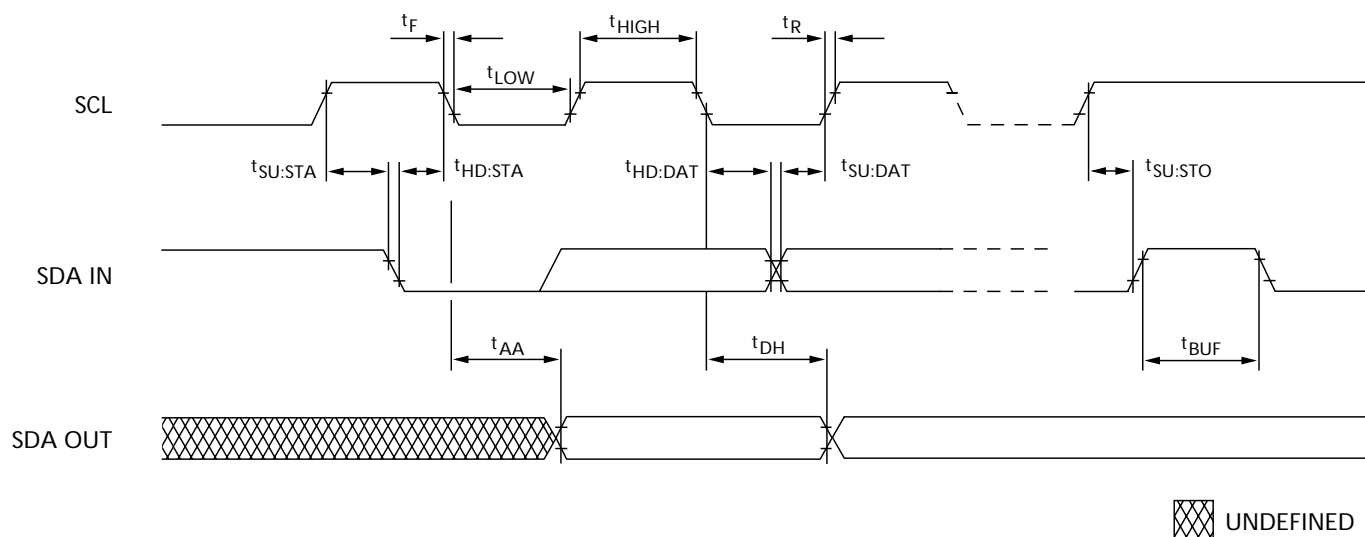 tF
tHIGH
tR
tLOW
SCL
tSU:STA
tHD:STA
tHD:DAT
tSU:DAT
tSU:STO
SDA IN
tAA
tDH
tBUF
SDA OUT
UNDEFINED